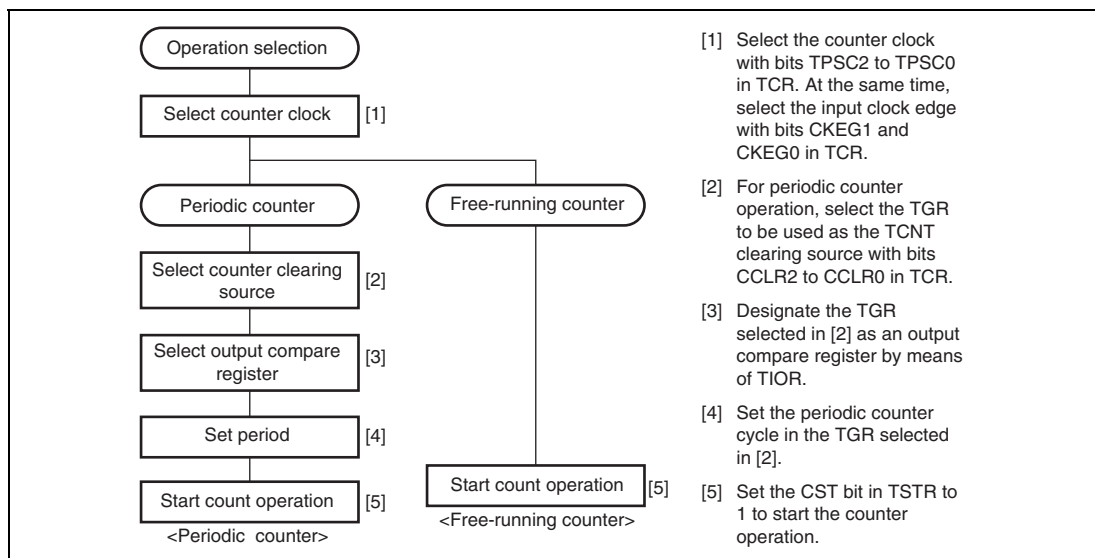 Operation selection
Select counter clock
[1]
Periodic counter
Free-running counter
Select counter clearing
source
[2]
Select output compare
register
[3]
Set period
[4]
Start count operation
[5]
<Periodic counter>
Start count operation
[5]
<Free-running counter>
[1] Select the counter clock
with bits TPSC2 to TPSC0
in TCR. At the same time,
select the input clock edge
with bits CKEG1 and
CKEG0 in TCR.
[2] For periodic counter
operation, select the TGR
to be used as the TCNT
clearing source with bits
CCLR2 to CCLR0 in TCR.
[3] Designate the TGR
selected in [2] as an output
compare register by means
of TIOR.
[4] Set the periodic counter
cycle in the TGR selected
in [2].
[5] Set the CST bit in TSTR to
1 to start the counter
operation.